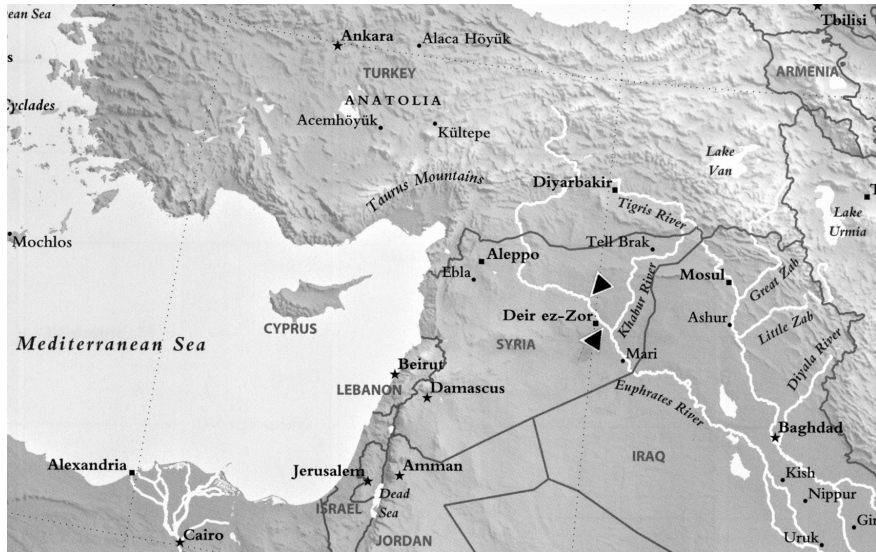 ean Sea
s
Cyclades
Mochlos
Ankara
Alaca Höyük
TURKEY
ANATOLIA
Acemhöyük
Kültepe
Taurus Mountains
Tbilisi
ARMENIA
Lake
Van
Lake
Urmia
T
Diyarbakir
Tigris River
Tell Brak
Aleppo
Ebla
Khabur River
Mosul
Great Zab
Ashur
Little Zab
Diyala River
Deir ez-Zor
SYRIA
Mari
Euphrates River
CYPRUS
Mediterranean Sea
Beirut
LEBANON
Damascus
Baghdad
IRAQ
Kish
Nippur
Gir
Uruk
Alexandria
Cairo
Jerusalem
Amman
Dead
Sea
ISRAEL
JORDAN